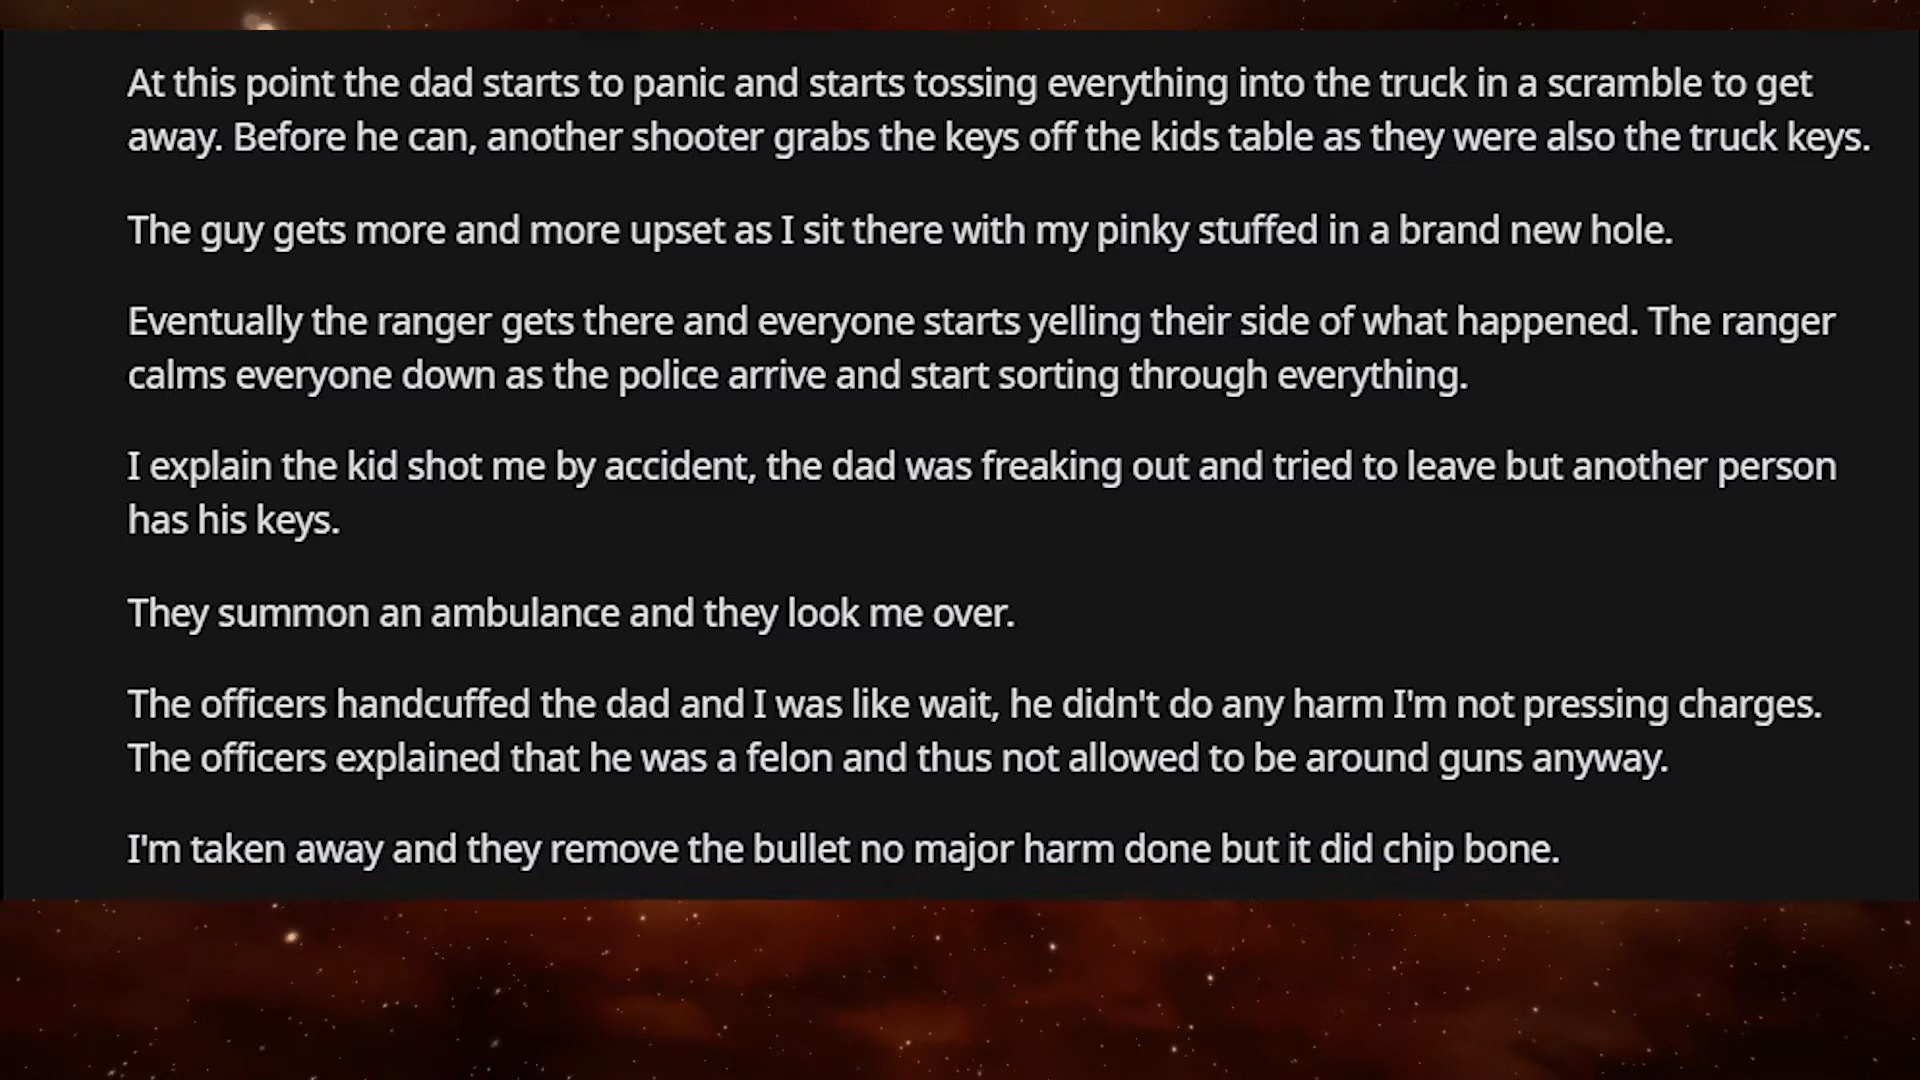 At this point the dad starts to panic and starts tossing everything into the truck in a scramble to get
away. Before he can, another shooter grabs the keys off the kids table as they were also the truck keys.
The guy gets more and more upset as I sit there with my pinky stuffed in a brand new hole.
Eventually the ranger gets there and everyone starts yelling their side of what happened. The ranger
calms everyone down as the police arrive and start sorting through everything.
I explain the kid shot me by accident, the dad was freaking out and tried to leave but another person
has his keys.
They summon an ambulance and they look me over.
The officers handcuffed the dad and I was like wait, he didn't do any harm I'm not pressing charges.
The officers explained that he was a felon and thus not allowed to be around guns anyway.
I'm taken away and they remove the bullet no major harm done but it did chip bone.